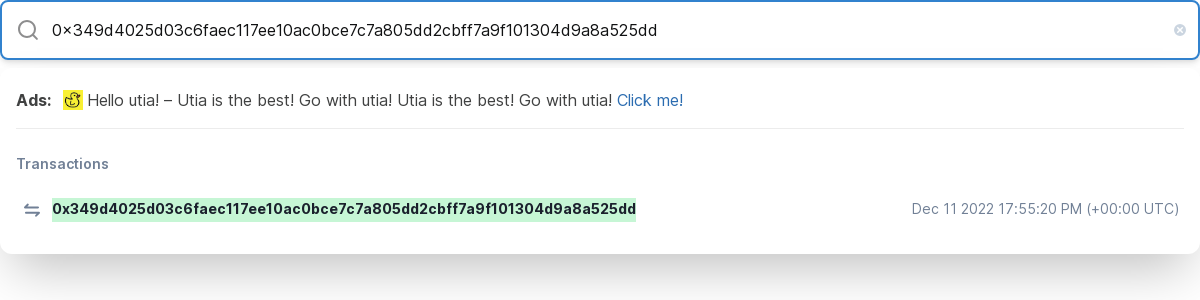 0x349d4025d03c6faec117ee10ac0bce7c7a805dd2cbff7a9f101304d9a8a525dd
Ads: Hello utia! – Utia is the best! Go with utia! Utia is the best! Go with utia! Click me!
Transactions
0x349d4025d03c6faec117ee10ac0bce7c7a805dd2cbff7a9f101304d9a8a525dd Dec 11 2022 17:55:20 PM (+00:00 UTC)